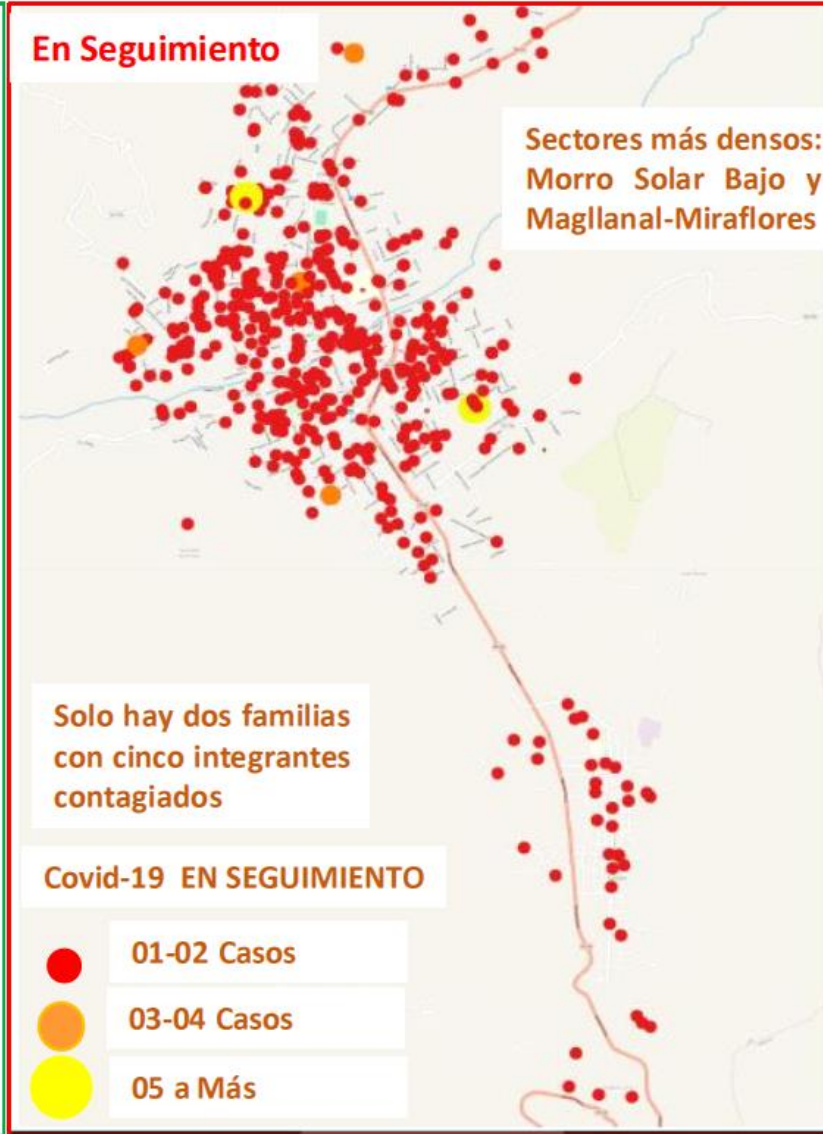 En Seguimiento
Sectores más densos:
Morro Solar Bajo y
Magllanal-Miraflores
Solo hay dos familias
con cinco integrantes
contagiados
Covid-19 EN SEGUIMIENTO
01-02 Casos
03-04 Casos
05 a Más